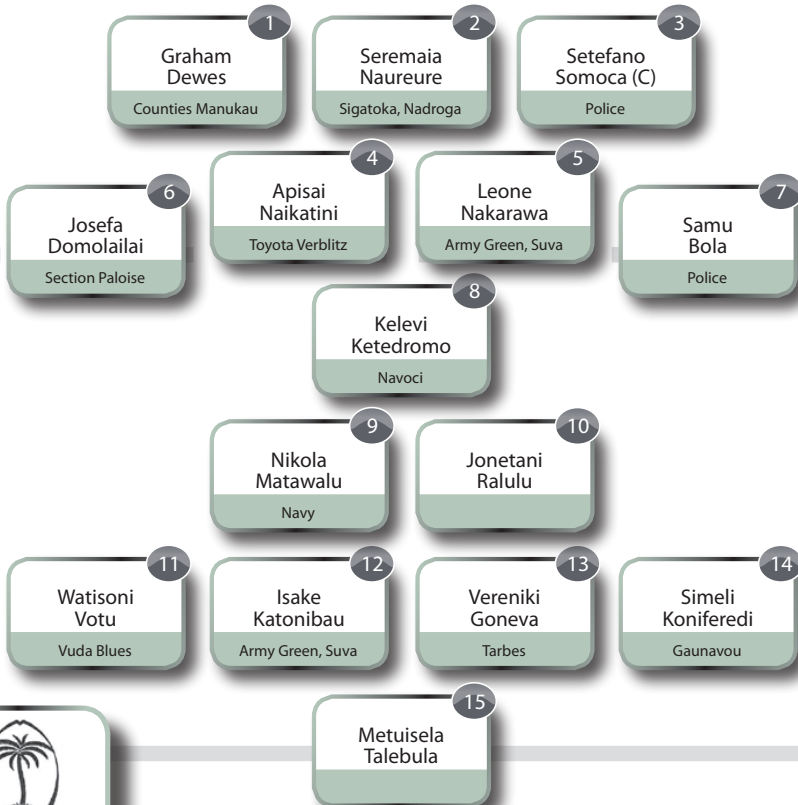 1
Graham
Dewes
Counties Manukau
2
Seremaia
Naureure
Sigatoka, Nadroga
3
Setefano
Somoca (C)
Police
4
Apisai
Naikatini
Toyota Verblitz
5
Leone
Nakarawa
Army Green, Suva
6
Josefa
Domolailai
Section Paloise
7
Samu
Bola
Police
8
Kelevi
Ketedromo
Navoci
9
Nikola
Matawalu
Navy
10
Jonetani
Ralulu
11
Watisoni
Votu
Vuda Blues
12
Isake
Katonibau
Army Green, Suva
13
Vereniki
Goneva
Tarbes
14
Simeli
Koniferedi
Gaunavou
15
Metuisela
Talebula